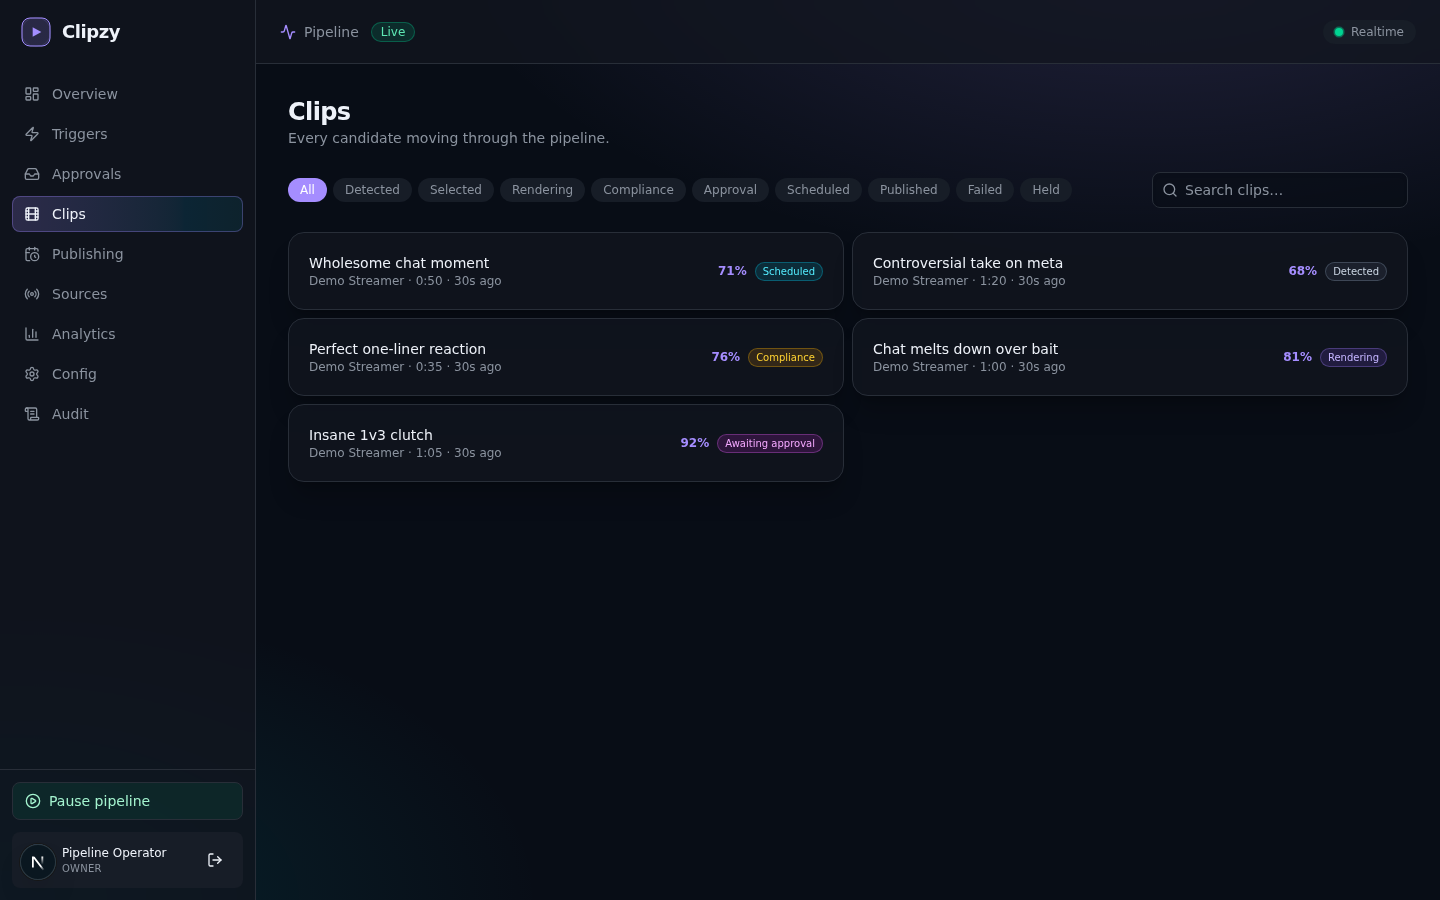 Clipzy
Overview
Triggers
Approvals
Clips
Publishing
Sources
Analytics
Config
Audit
Pause pipeline
N
Pipeline Operator
OWNER
Pipeline
Live
Realtime
Clips
Every candidate moving through the pipeline.
All
Detected
Selected
Rendering
Compliance
Approval
Scheduled
Published
Failed
Held
Search clips...
Wholesome chat moment
Demo Streamer · 0:50 · 30s ago
71%
Scheduled
Controversial take on meta
Demo Streamer · 1:20 · 30s ago
68%
Detected
Perfect one-liner reaction
Demo Streamer · 0:35 · 30s ago
76%
Compliance
Chat melts down over bait
Demo Streamer · 1:00 · 30s ago
81%
Rendering
Insane 1v3 clutch
Demo Streamer · 1:05 · 30s ago
92%
Awaiting approval